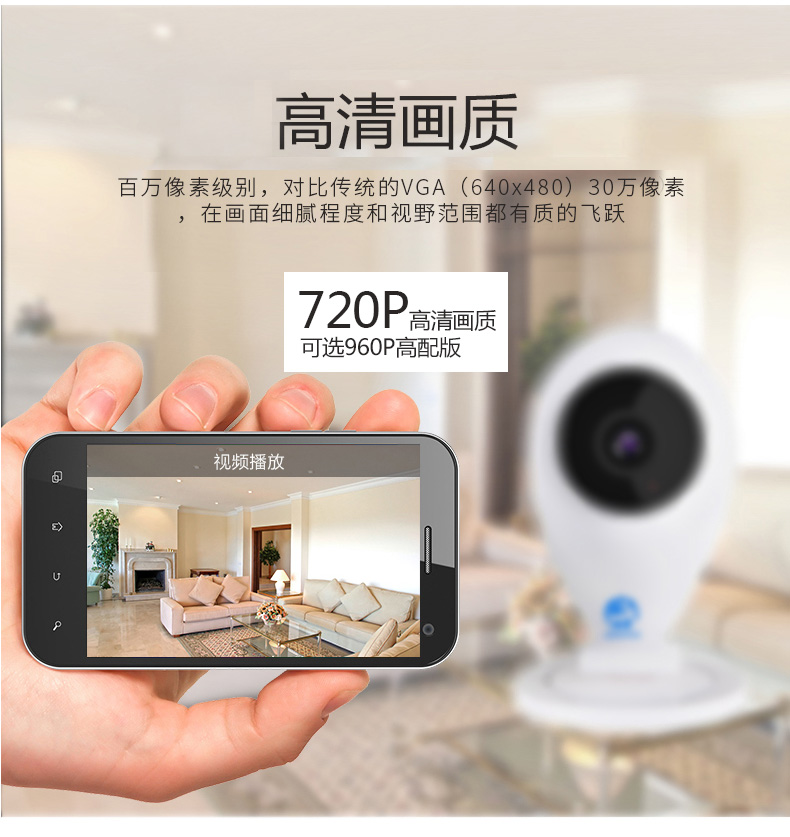 高清画质
百万像素级别，对比传统的VGA（640x480）30万像素
，在画面细腻程度和视野范围都有质的飞跃
720P高清画质
可选960P高配版
视频播放